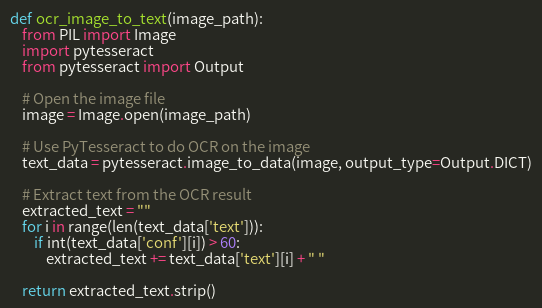 def ocr_image_to_text(image_path):
    from PIL import Image
    import pytesseract
    from pytesseract import Output

    # Open the image file
    image = Image.open(image_path)

    # Use PyTesseract to do OCR on the image
    text_data = pytesseract.image_to_data(image, output_type=Output.DICT)

    # Extract text from the OCR result
    extracted_text = ""
    for i in range(len(text_data['text'])):
        if int(text_data['conf'][i]) > 60:
            extracted_text += text_data['text'][i] + " "

    return extracted_text.strip()